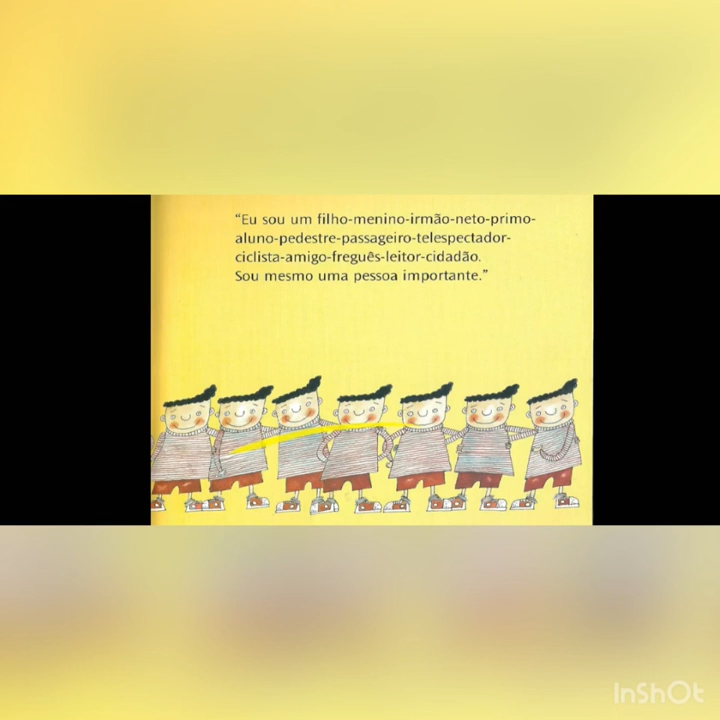 “Eu sou um filho-menino-irmão-neto-primo-
aluno-pedestre-passageiro-telespectador-
ciclista-amigo-freguês-leitor-cidadão.
Sou mesmo uma pessoa importante.”
InShOt